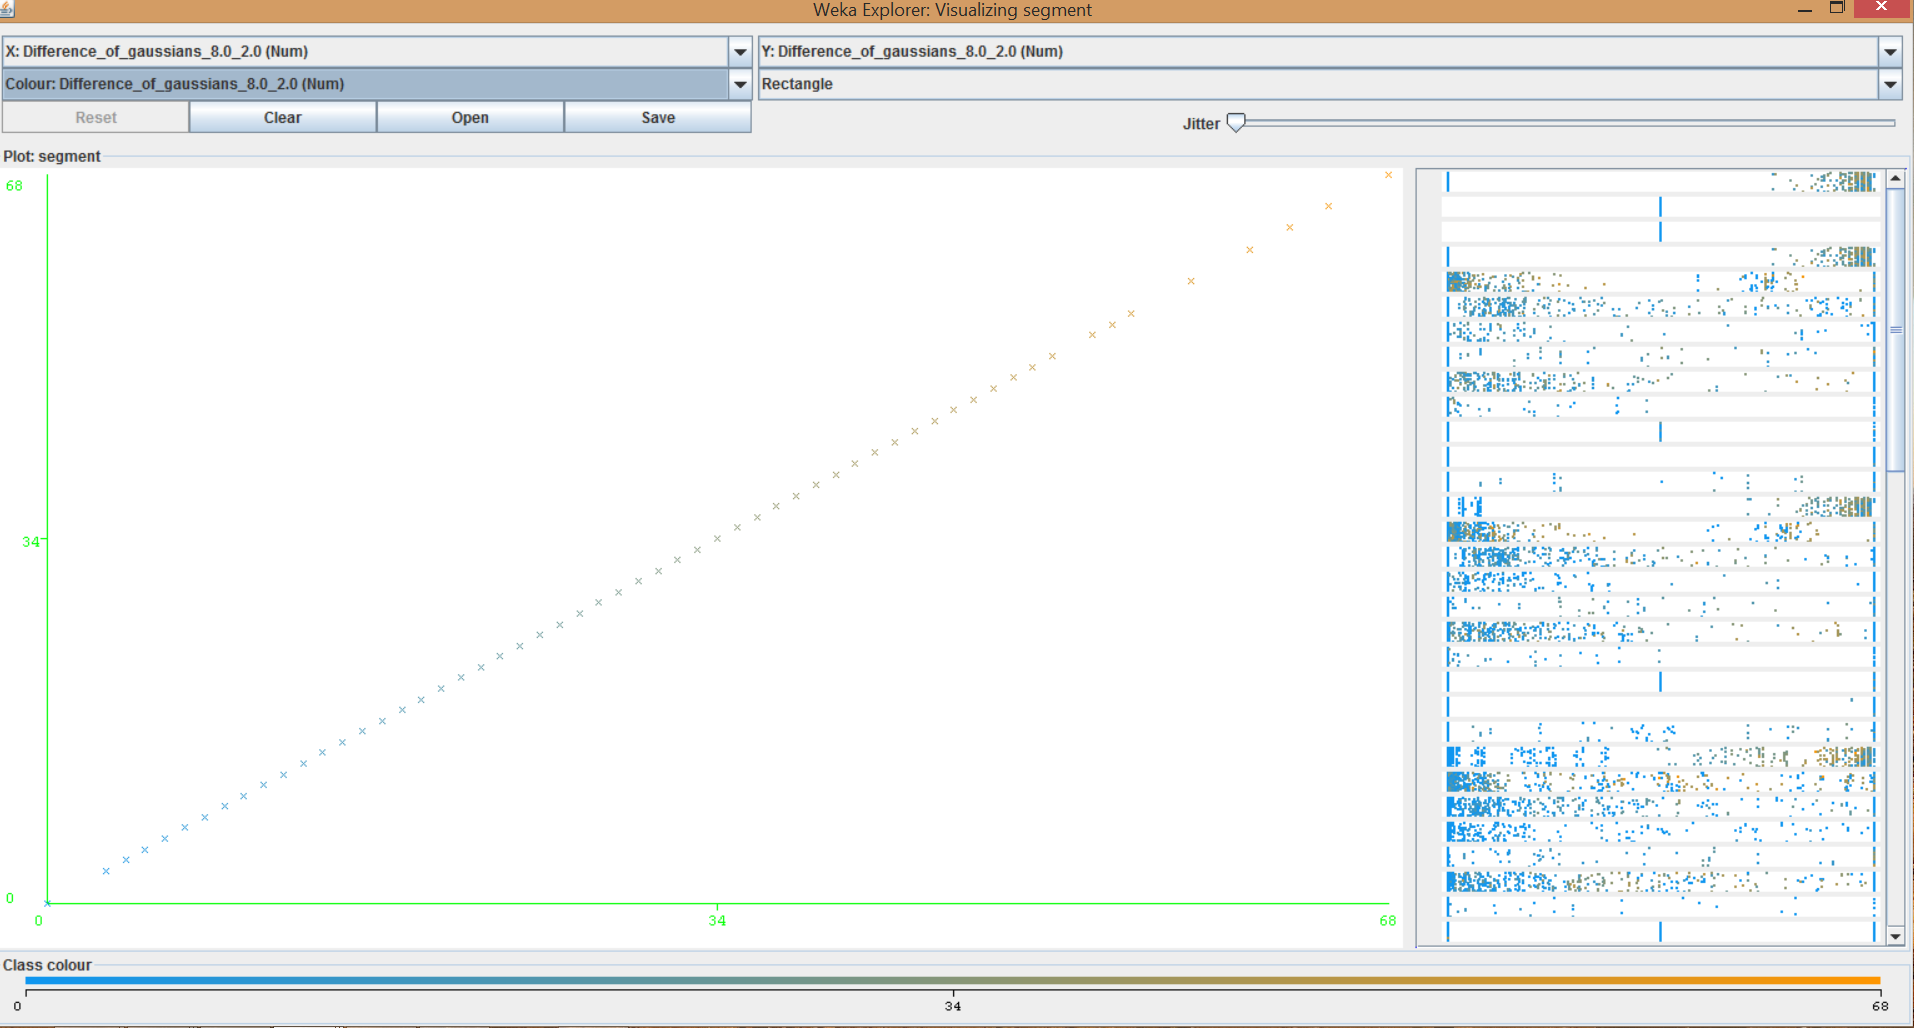 Weka Explorer: Visualizing segment
X: Difference_of_gaussians_8.0_2.0 (Num)
Y: Difference_of_gaussians_8.0_2.0 (Num)
Colour: Difference_of_gaussians_8.0_2.0 (Num)
Rectangle
Reset
Clear
Open
Save
Jitter
Plot: segment
68
34
0
0
34
68
Class colour
0
34
68